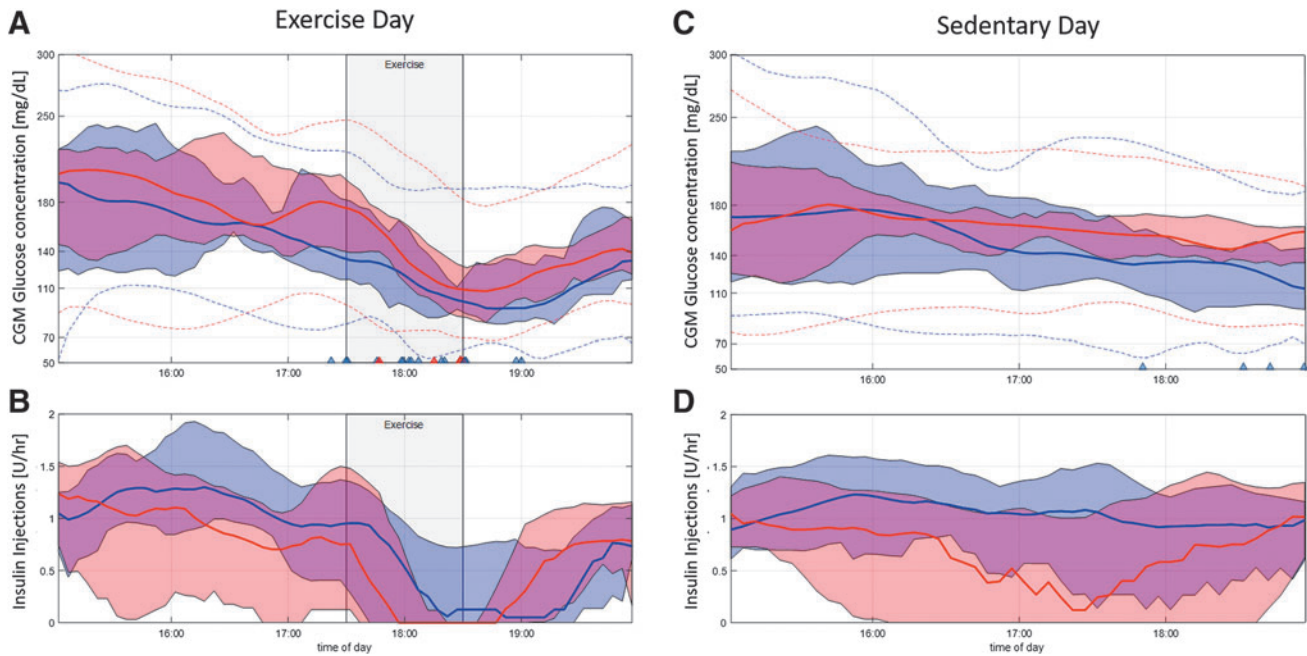 A
Exercise Day
CGM Glucose concentration [mg/dL]
300
250
180
140
110
70
50
Exercise
16:00
17:00
18:00
19:00
B
Insulin Injections [U/hr]
2
1.5
1
0.5
0
Exercise
16:00
17:00
18:00
19:00
time of day
C
Sedentary Day
CGM Glucose concentration [mg/dL]
300
250
180
140
110
70
50
16:00
17:00
18:00
D
Insulin Injections [U/hr]
2
1.5
1
0.5
0
16:00
17:00
18:00
time of day